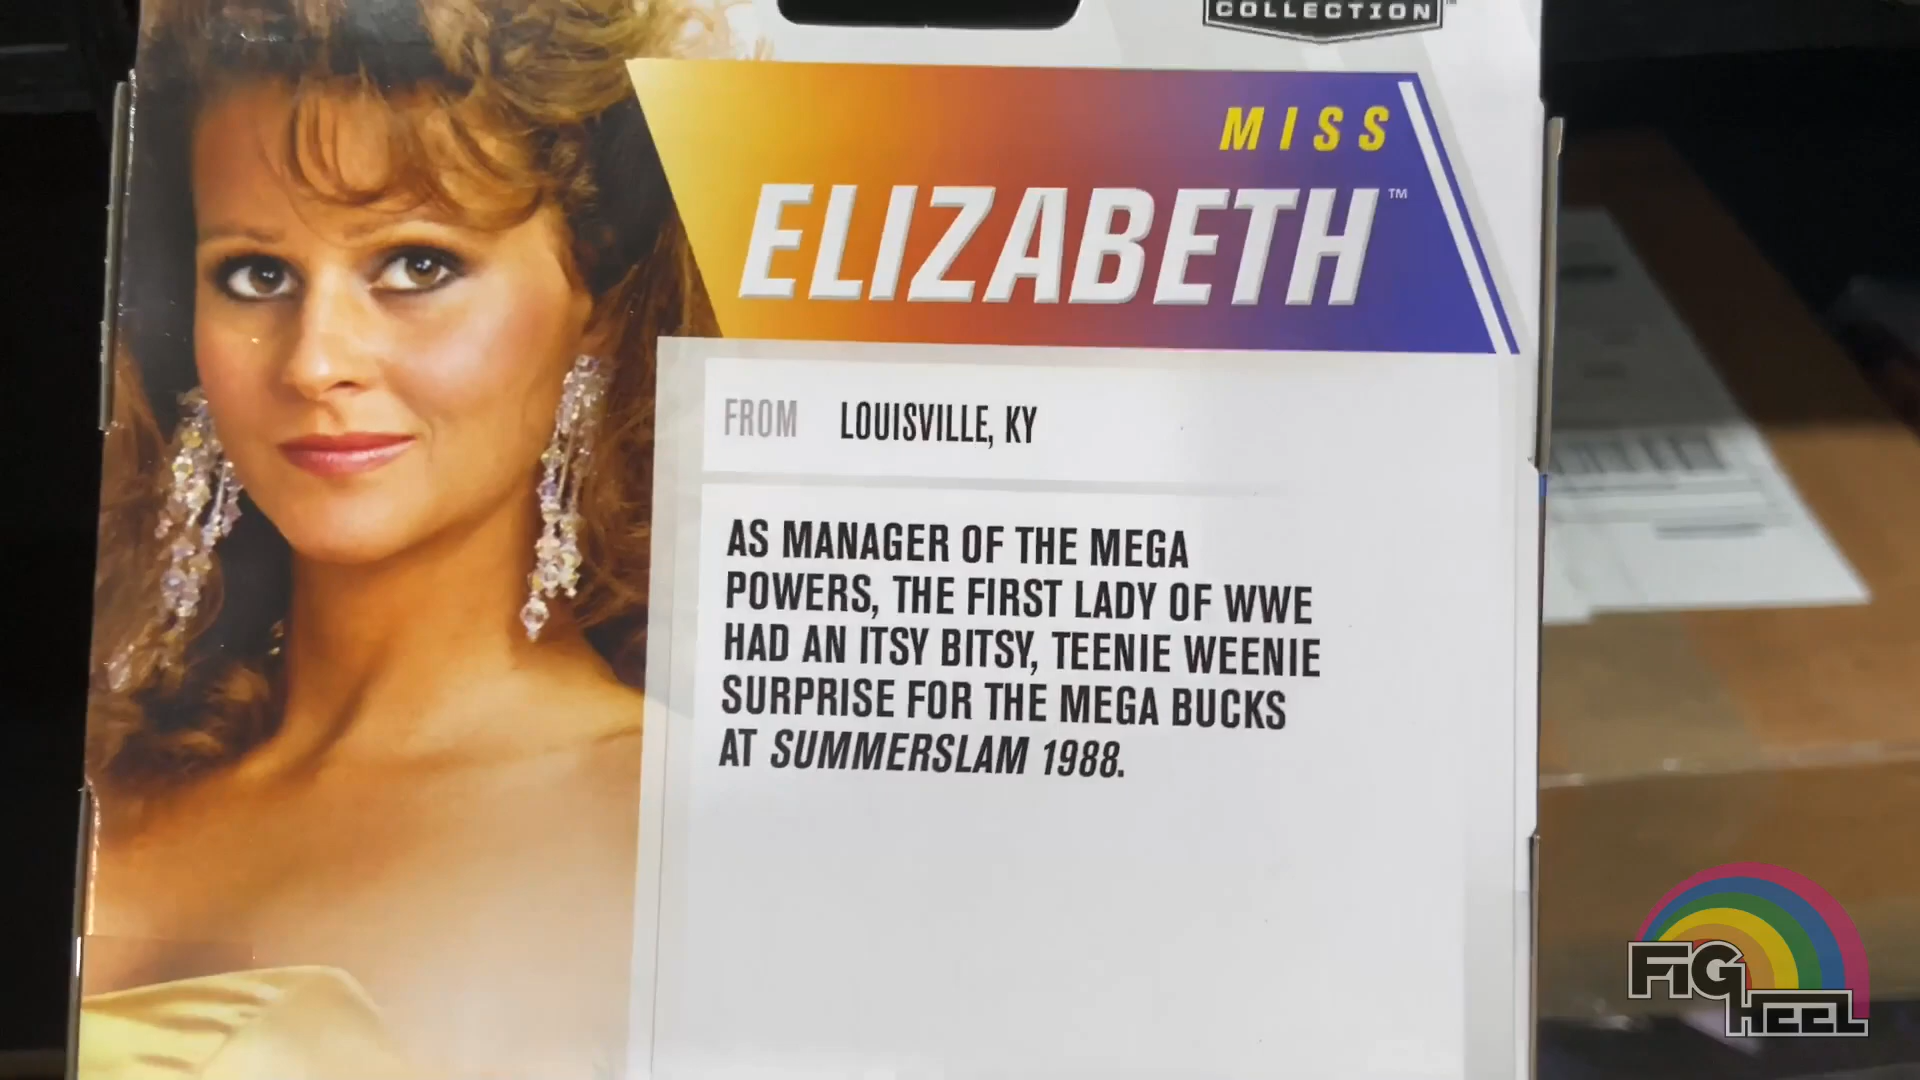 COLLECTION
MISS
ELIZABETH™
FROM LOUISVILLE, KY
AS MANAGER OF THE MEGA
POWERS, THE FIRST LADY OF WWE
HAD AN ITSY BITSY, TEENIE WEENIE
SURPRISE FOR THE MEGA BUCKS
AT SUMMERSLAM 1988.
FiG
HEEL